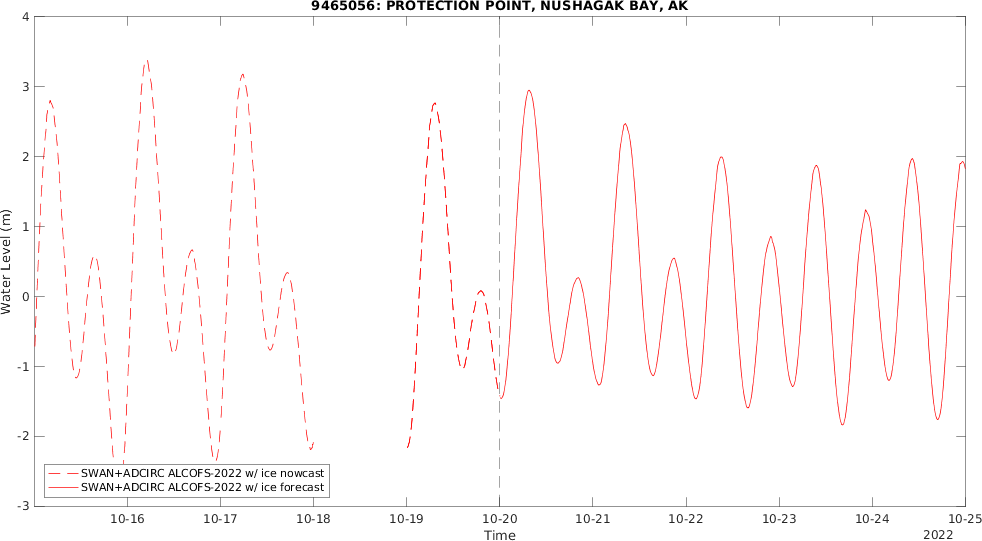 9465056: PROTECTION POINT, NUSHAGAK BAY, AK
4
3
2
1
0
-1
-2
-3
Water Level (m)
SWAN+ADCIRC ALCOFS-2022 w/ ice nowcast
SWAN+ADCIRC ALCOFS-2022 w/ ice forecast
10-16 10-17 10-18 10-19 10-20 10-21 10-22 10-23 10-24 10-25
Time
2022